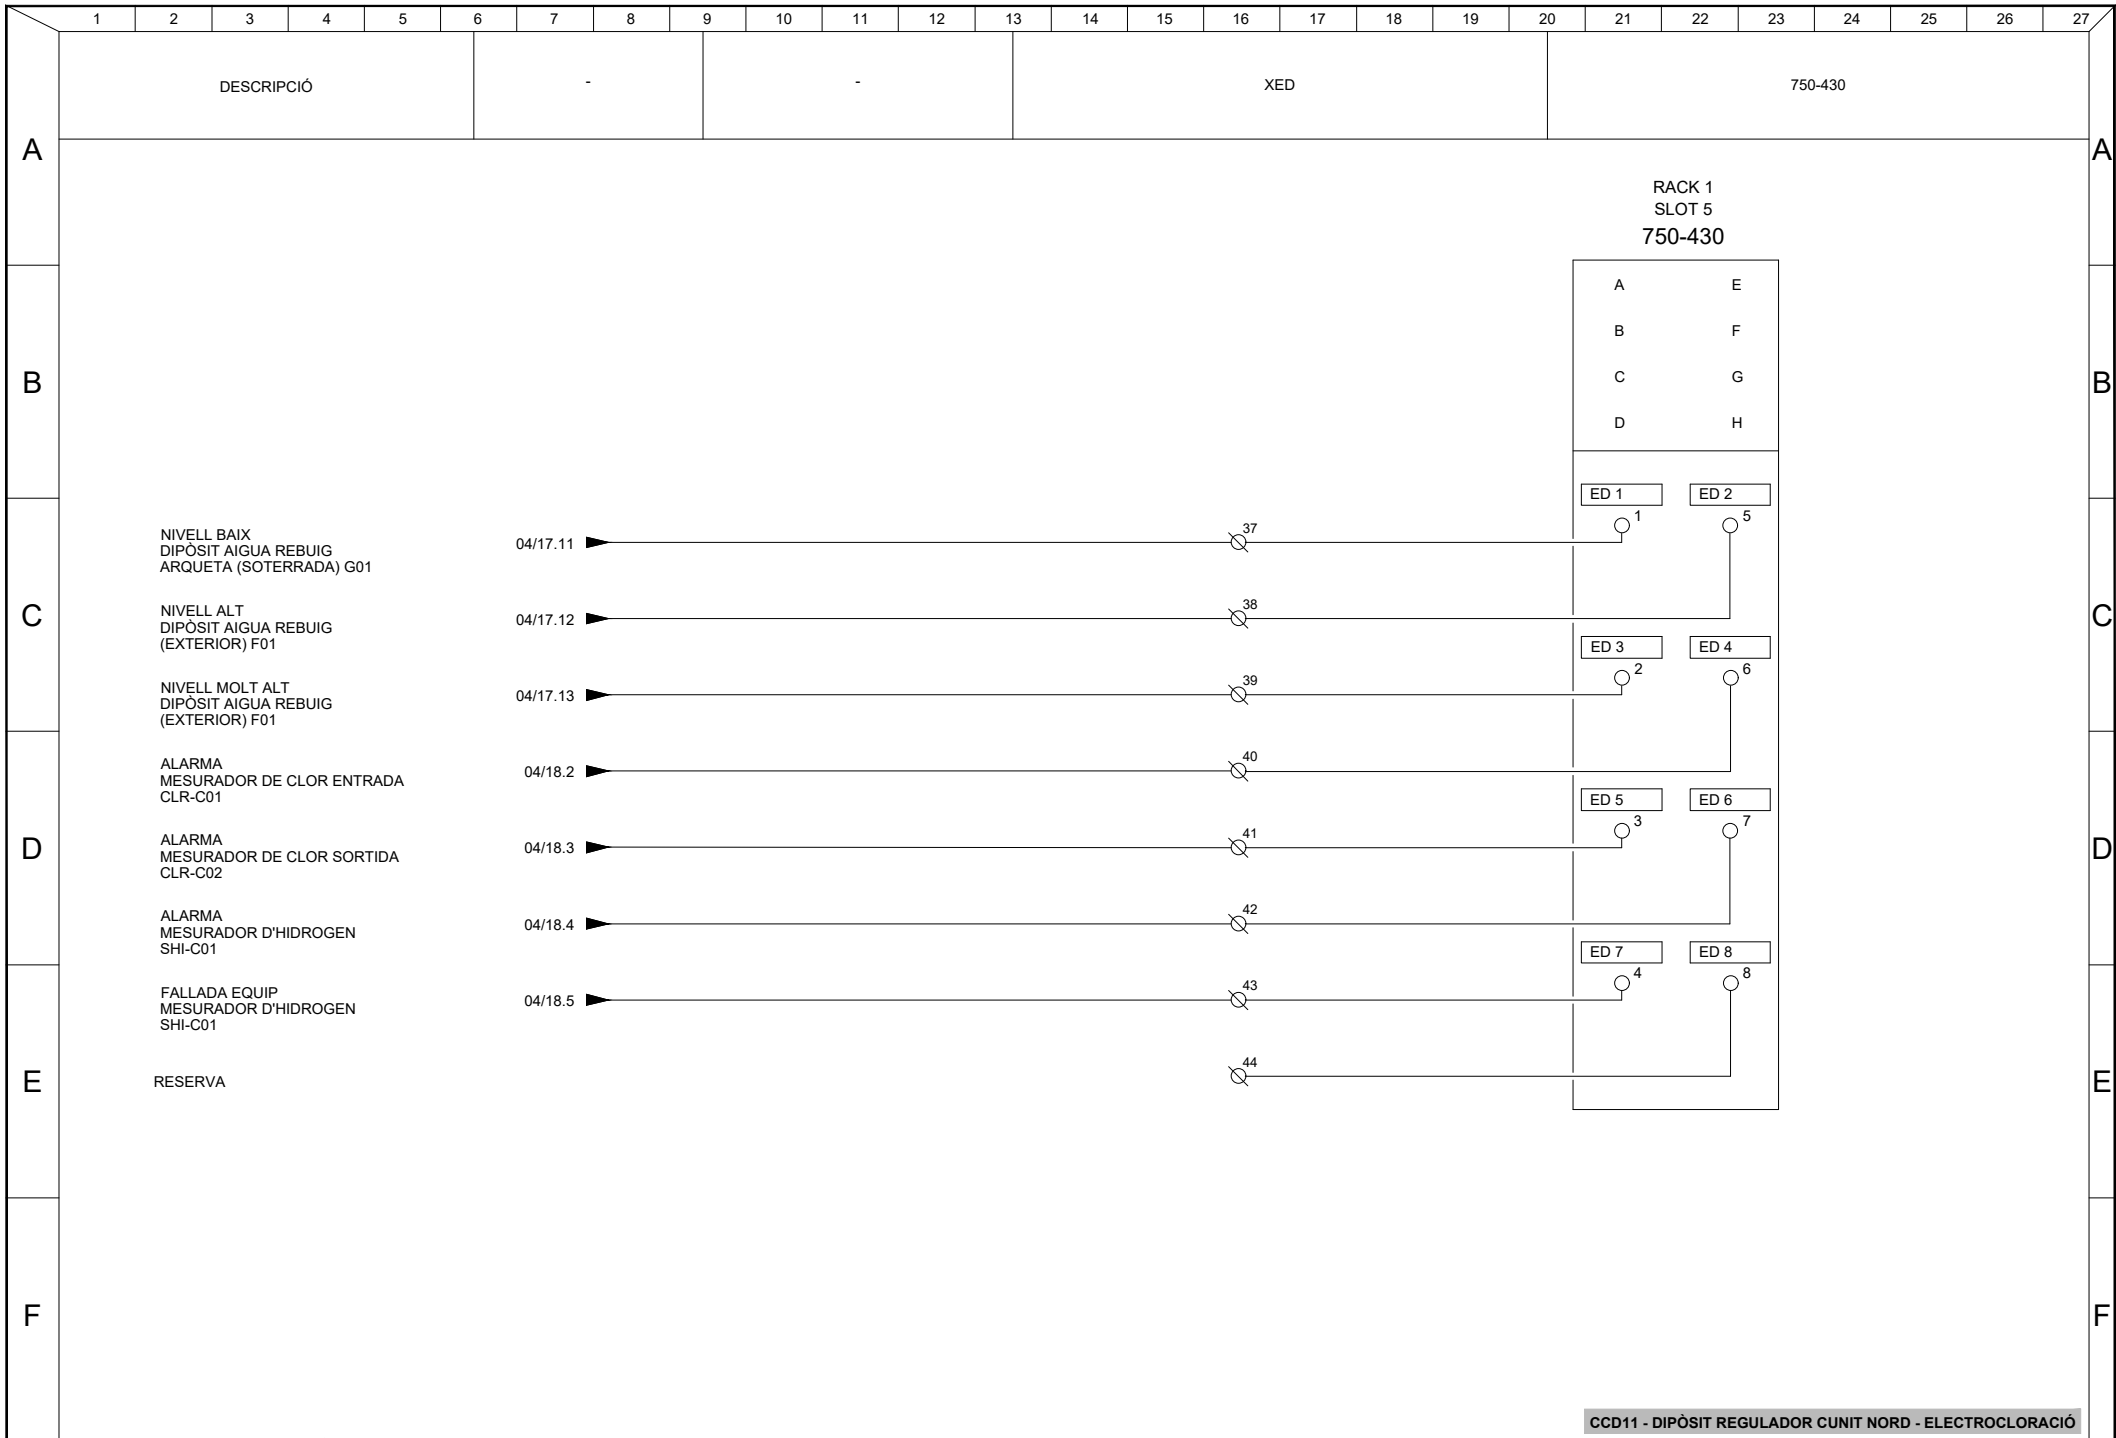 1 2 3 4 5 6 7 8 9 10 11 12 13 14 15 16 17 18 19 20 21 22 23 24 25 26 27
DESCRIPCIÓ - - XED 750-430
A A
RACK 1
SLOT 5
750-430
A E
B F
B B
C G
D H
ED 1 ED 2
1 5
NIVELL BAIX
DIPÒSIT AIGUA REBUIG
ARQUETA (SOTERRADA) G01
04/17.11 37
C C
NIVELL ALT
DIPÒSIT AIGUA REBUIG
(EXTERIOR) F01
04/17.12 38
ED 3 ED 4
2 6
NIVELL MOLT ALT
DIPÒSIT AIGUA REBUIG
(EXTERIOR) F01
04/17.13 39
ALARMA
MESURADOR DE CLOR ENTRADA
CLR-C01
04/18.2 40
ED 5 ED 6
3 7
D D
ALARMA
MESURADOR DE CLOR SORTIDA
CLR-C02
04/18.3 41
ALARMA
MESURADOR D'HIDROGEN
SHI-C01
04/18.4 42
ED 7 ED 8
4 8
FALLADA EQUIP
MESURADOR D'HIDROGEN
SHI-C01
04/18.5 43
E E
RESERVA 44
F F
CCD11 - DIPÒSIT REGULADOR CUNIT NORD - ELECTROCLORACIÓ